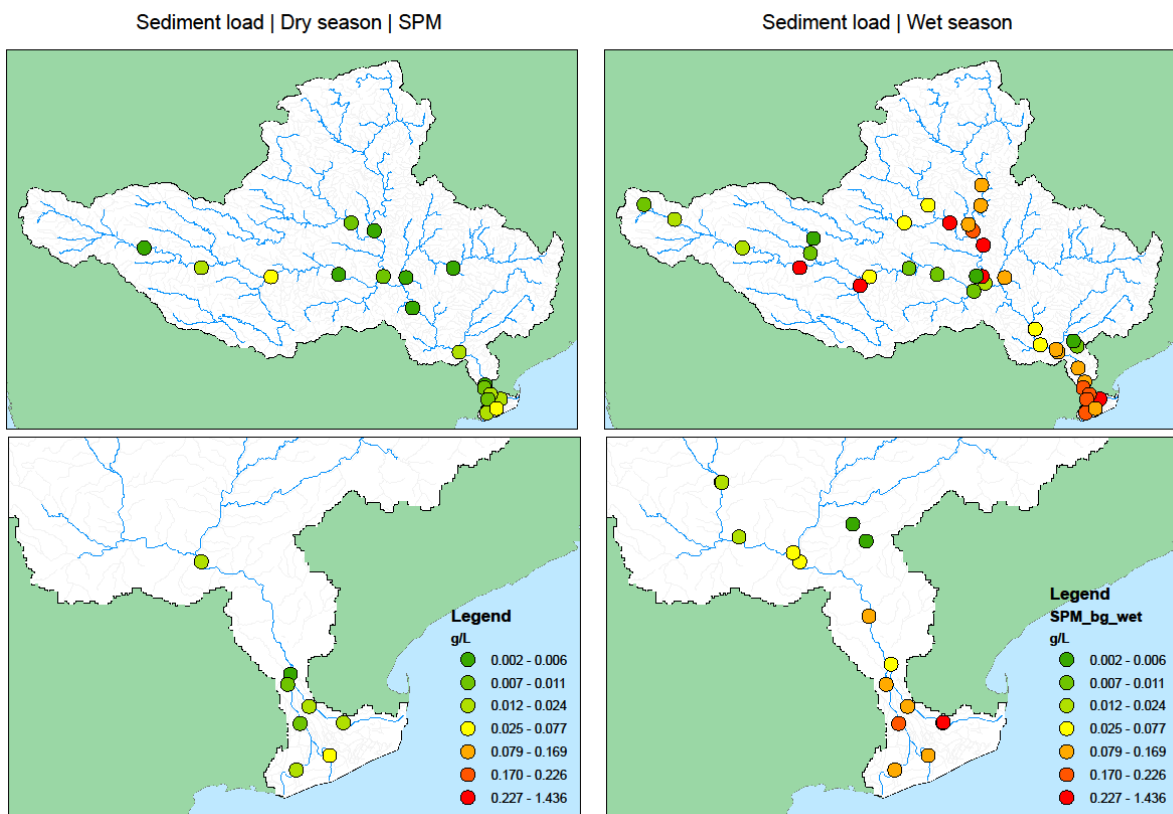 Sediment load | Dry season | SPM
Sediment load | Wet season
Legend
g/L
0.002 - 0.006
0.007 - 0.011
0.012 - 0.024
0.025 - 0.077
0.079 - 0.169
0.170 - 0.226
0.227 - 1.436
Legend
SPM_bg_wet
g/L
0.002 - 0.006
0.007 - 0.011
0.012 - 0.024
0.025 - 0.077
0.079 - 0.169
0.170 - 0.226
0.227 - 1.436